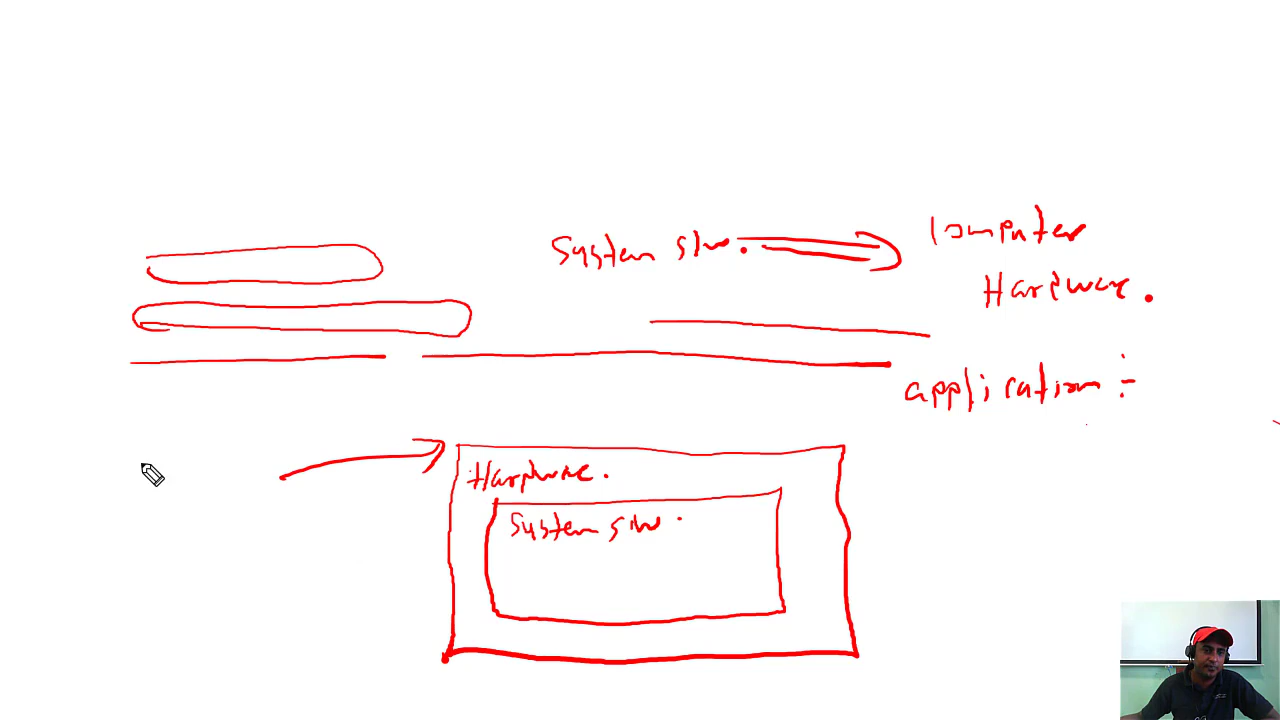 System s/w.
Computer
Hardware.
application :-
Hardware.
System s/w.